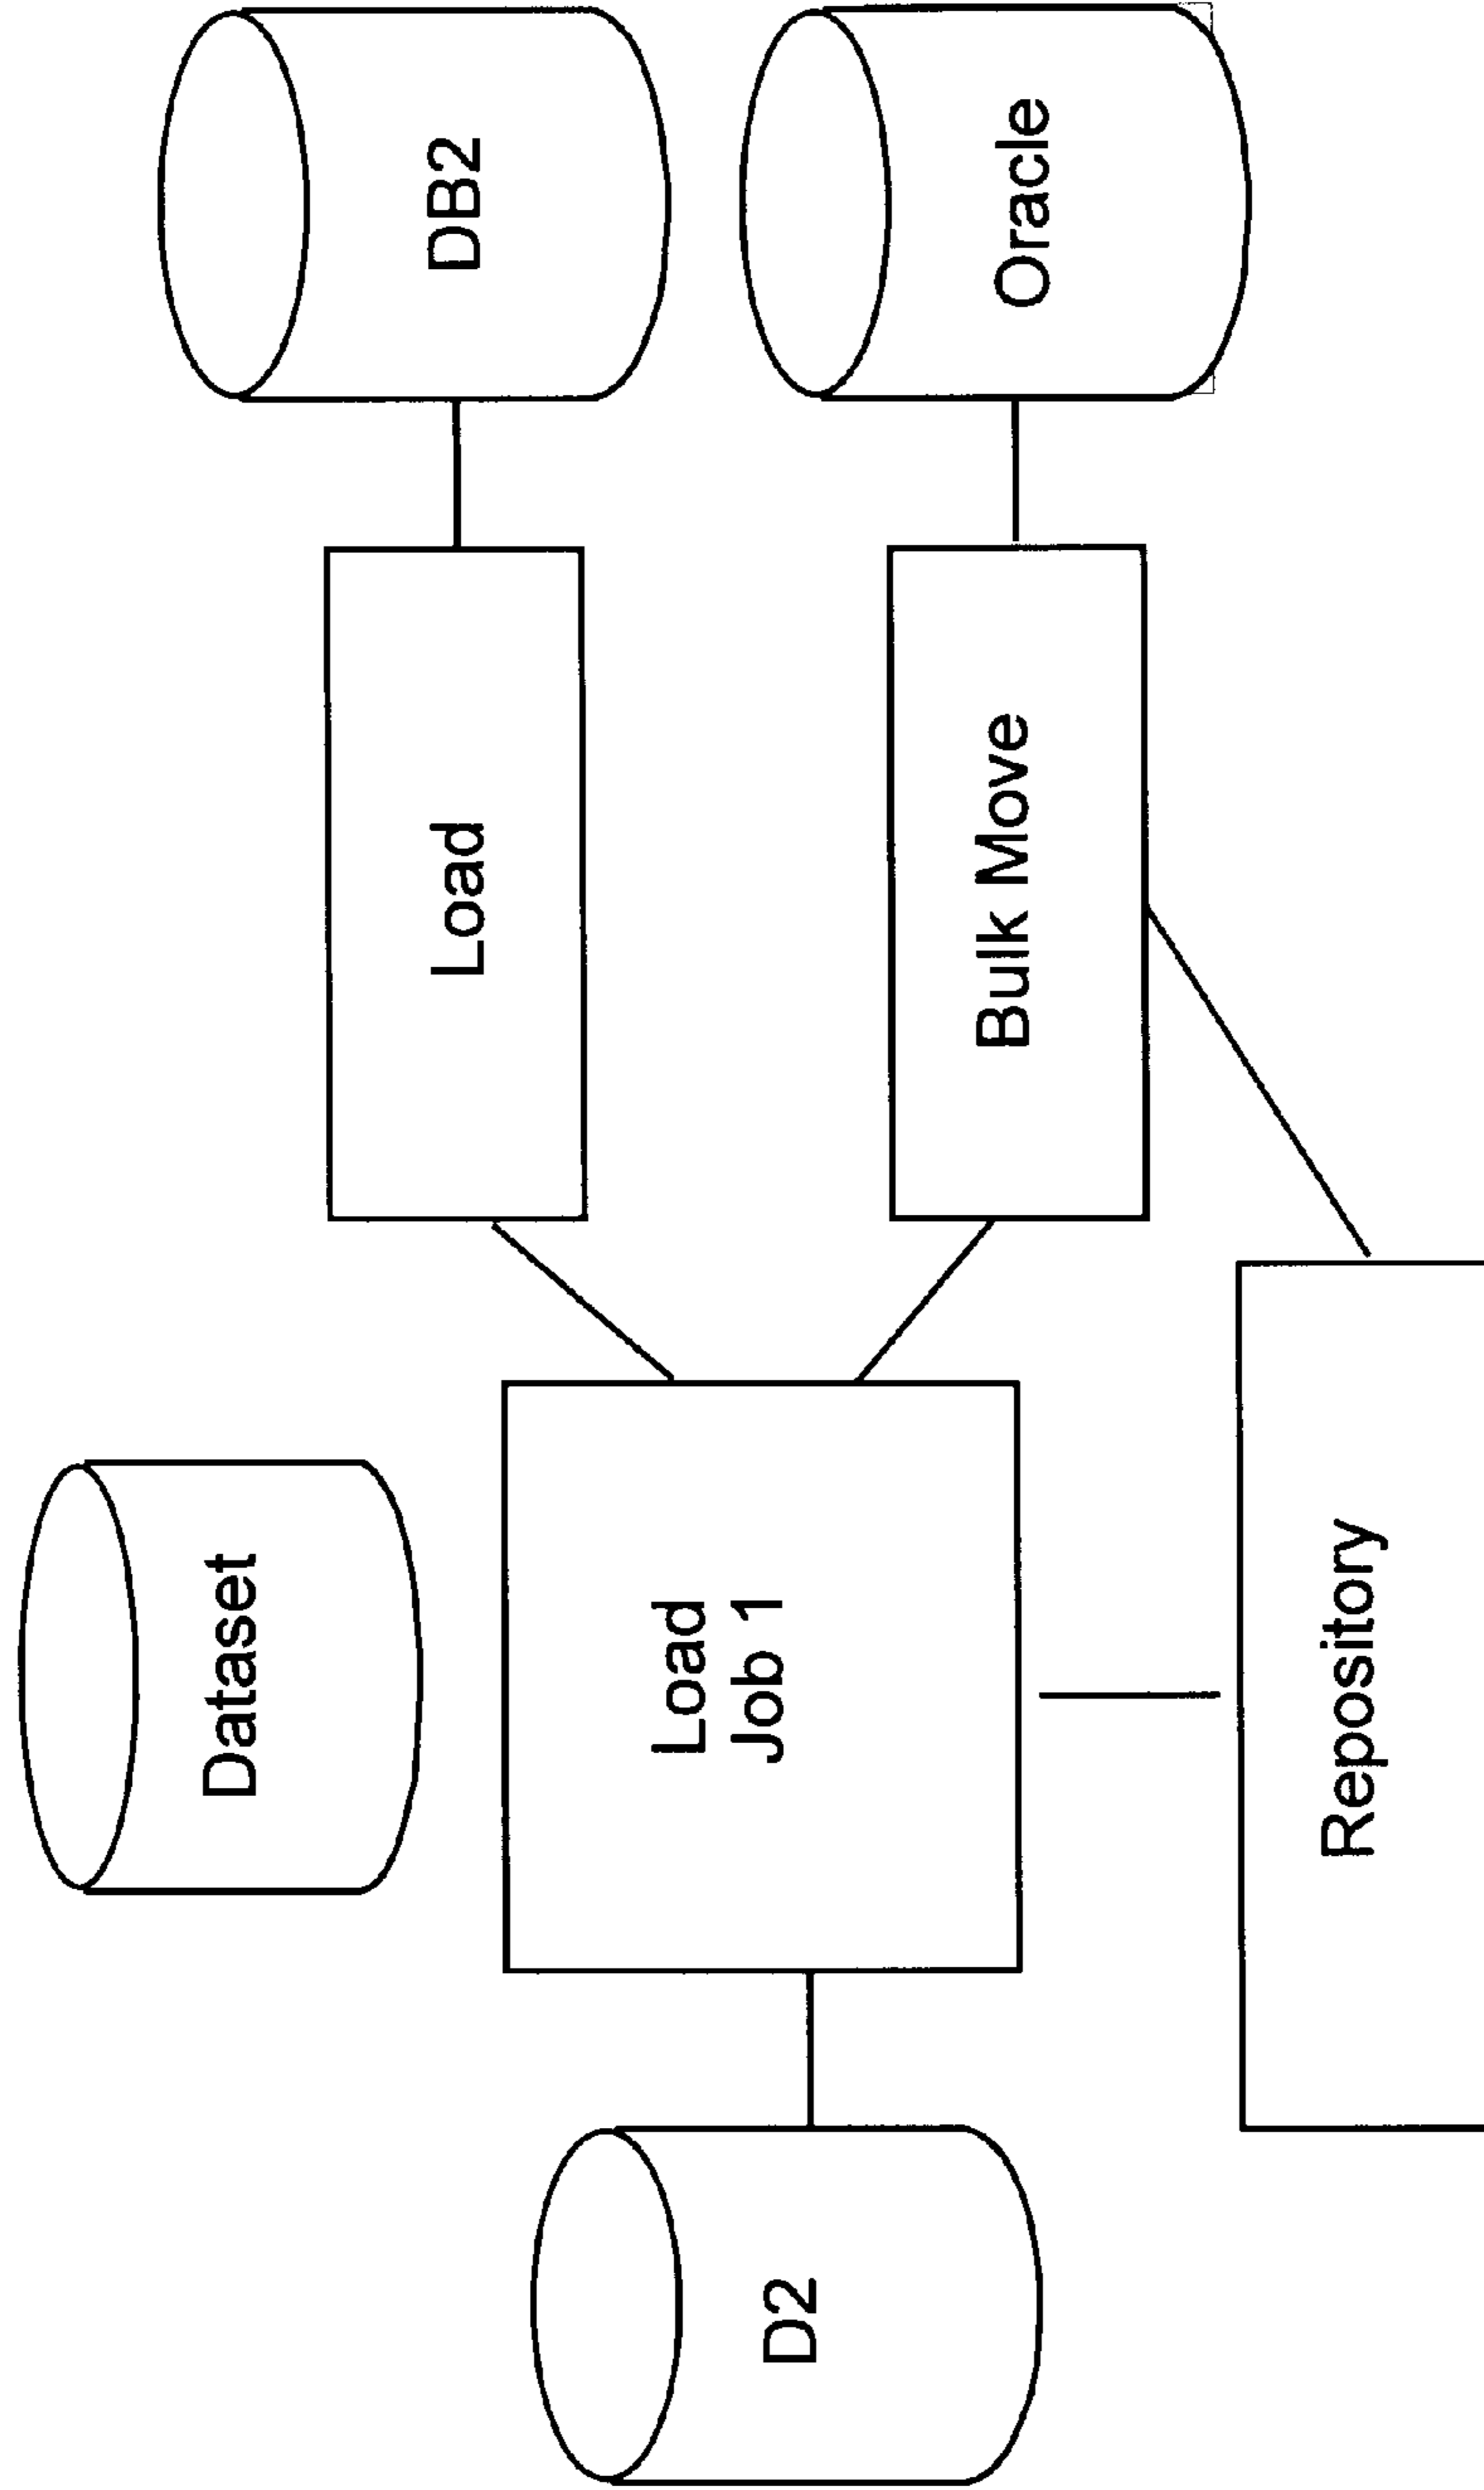 Dataset
D2
Load
Job 1
Load
DB2
Bulk Move
Oracle
Repository